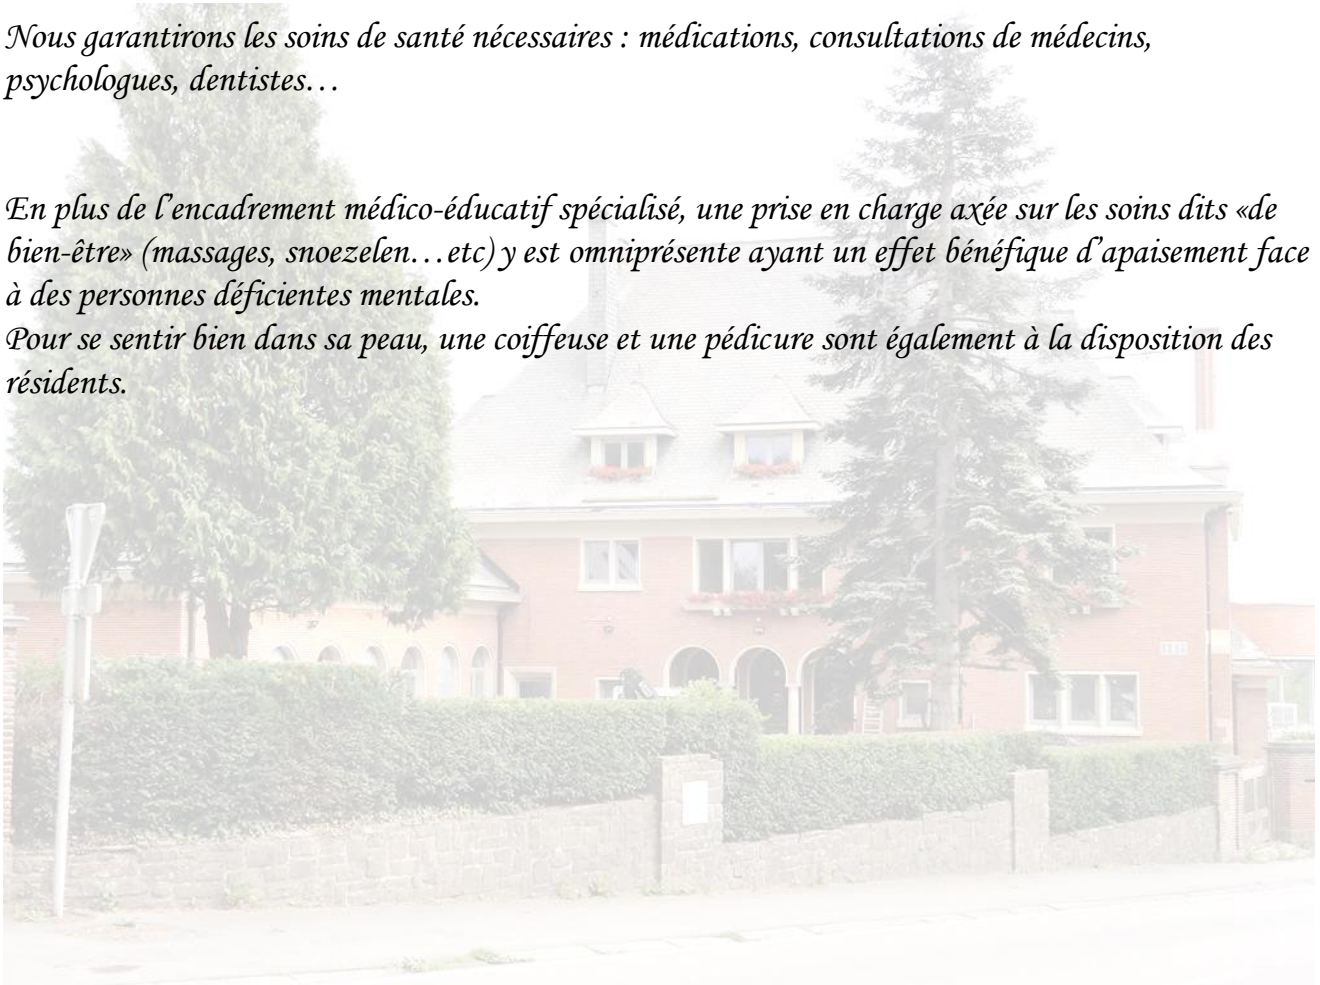 Nous garantirons les soins de santé nécessaires : médications, consultations de médecins,
psychologues, dentistes…
En plus de l’encadrement médico-éducatif spécialisé, une prise en charge axée sur les soins dits «de
bien-être» (massages, snoezelen…etc) y est omniprésente ayant un effet bénéfique d’apaisement face
à des personnes déficientes mentales.
Pour se sentir bien dans sa peau, une coiffeuse et une pédicure sont également à la disposition des
résidents.